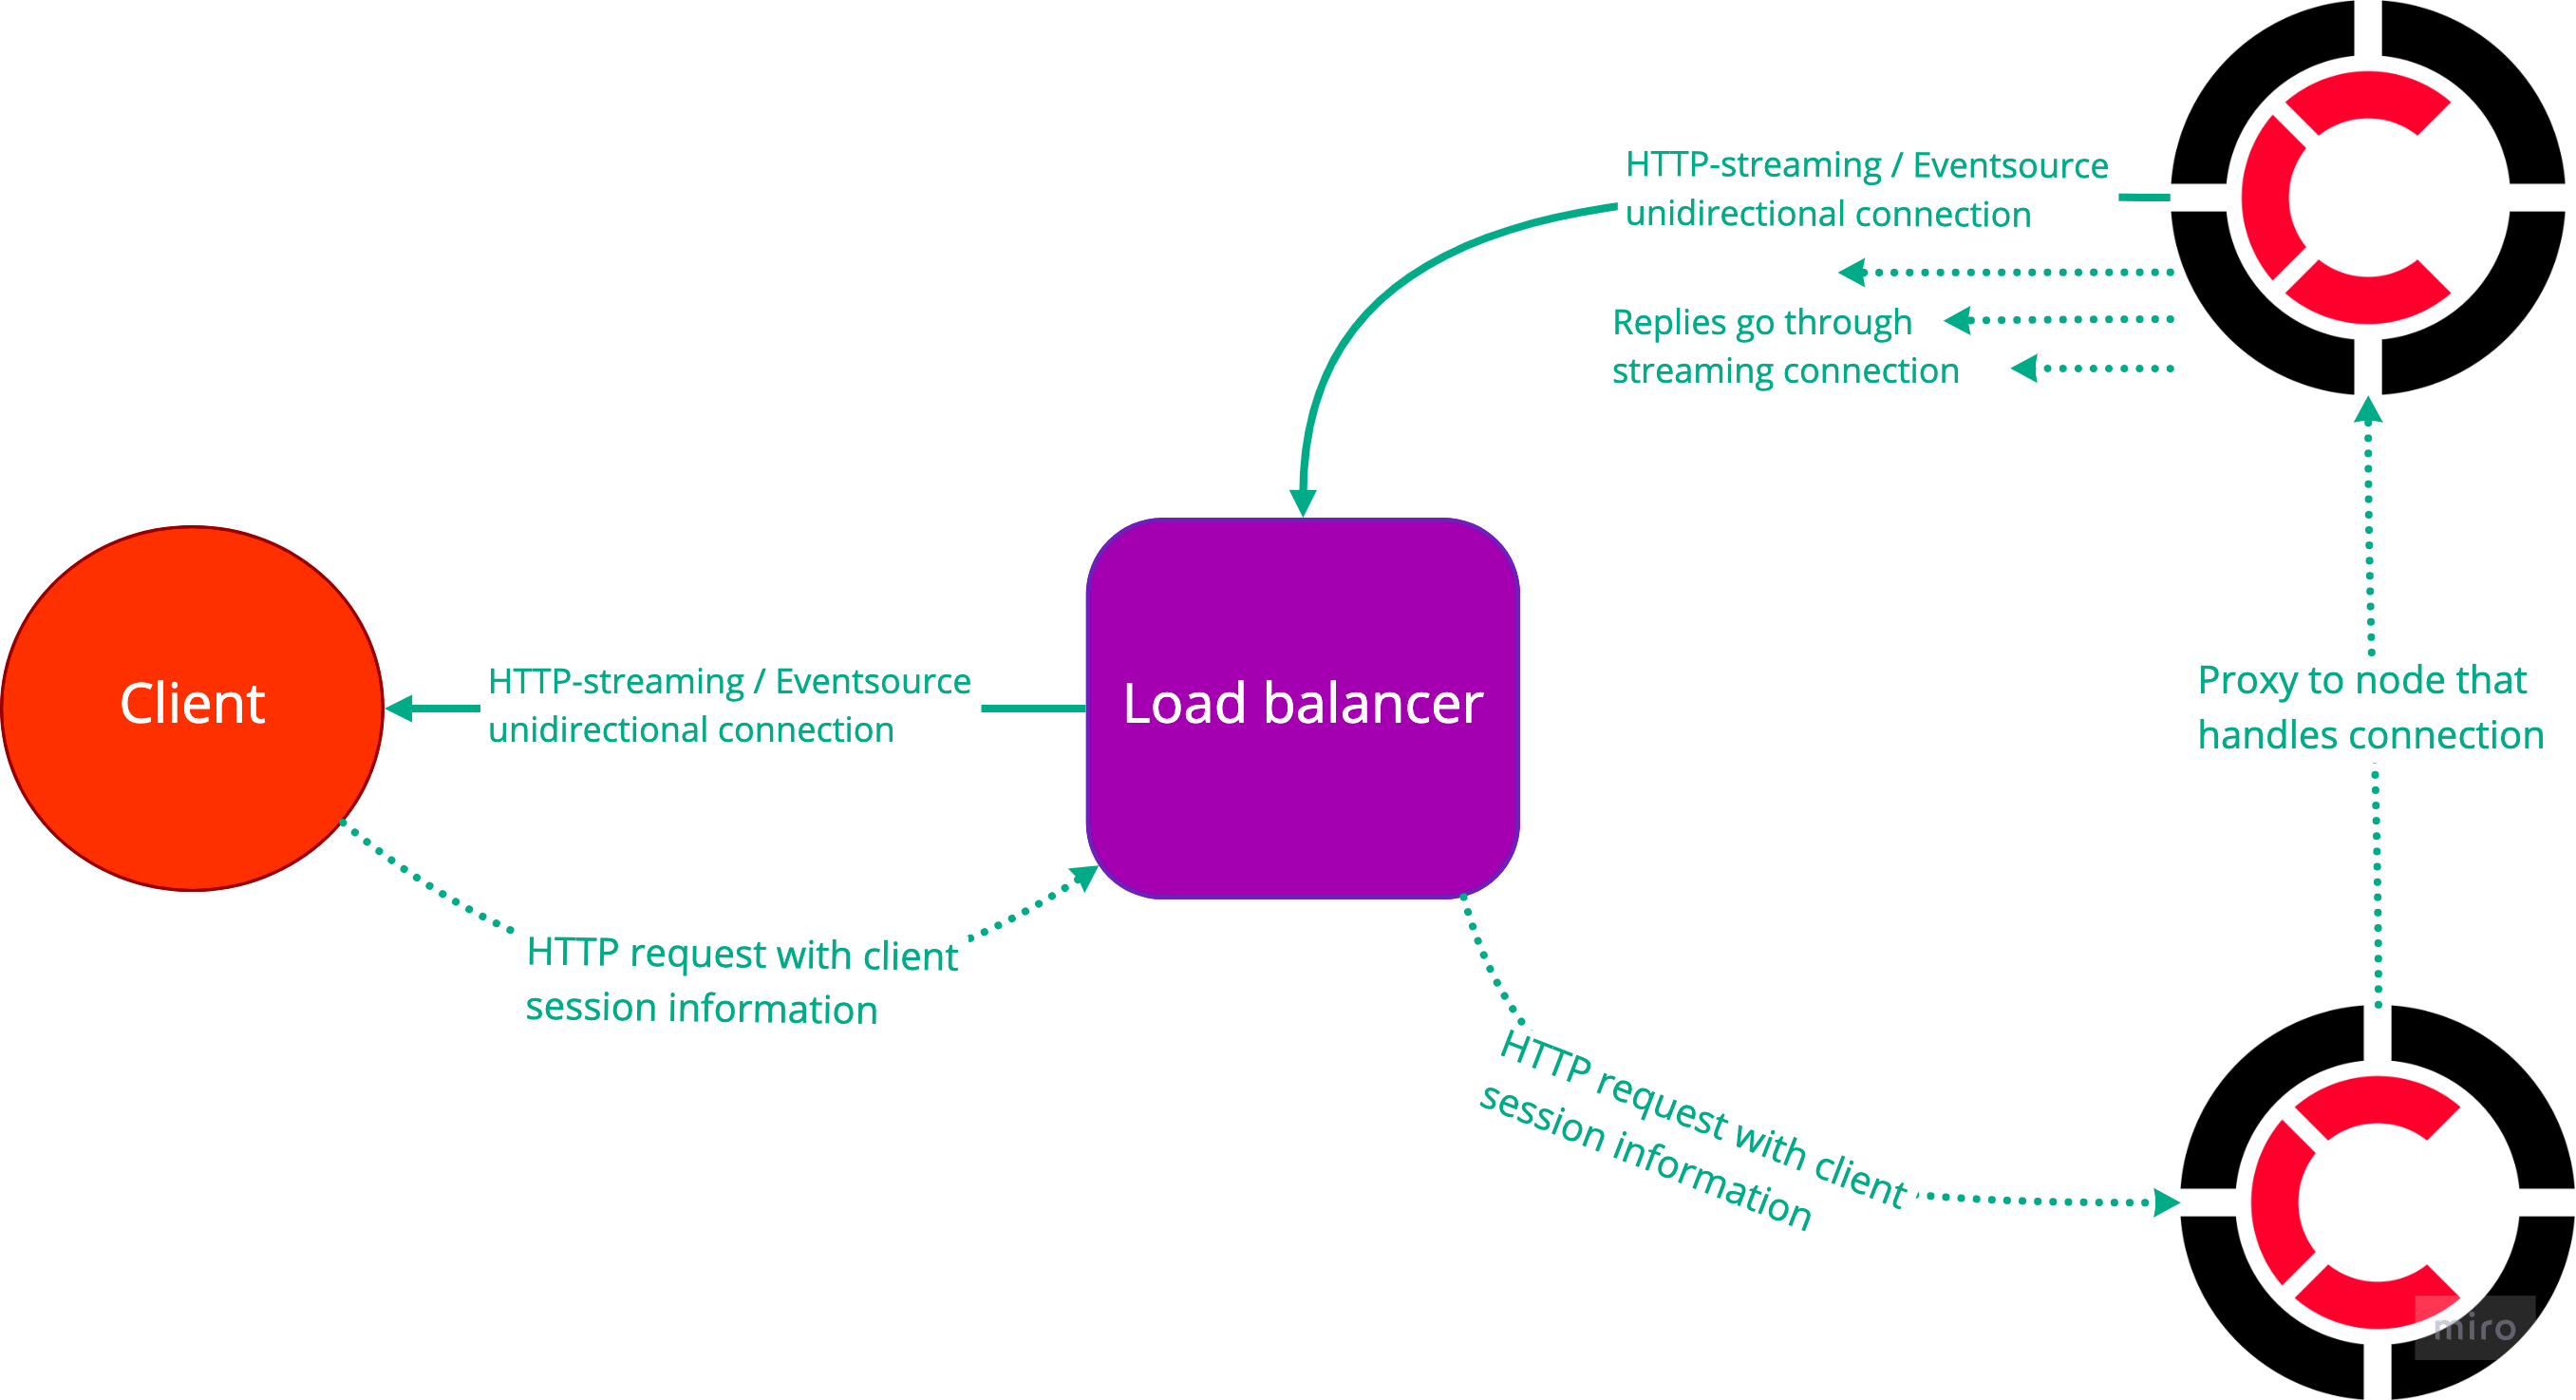 HTTP-streaming / Eventsource
unidirectional connection
Replies go through
streaming connection
Client
HTTP-streaming / Eventsource
unidirectional connection
Load balancer
Proxy to node that
handles connection
HTTP request with client
session information
HTTP request with client
session information
miro